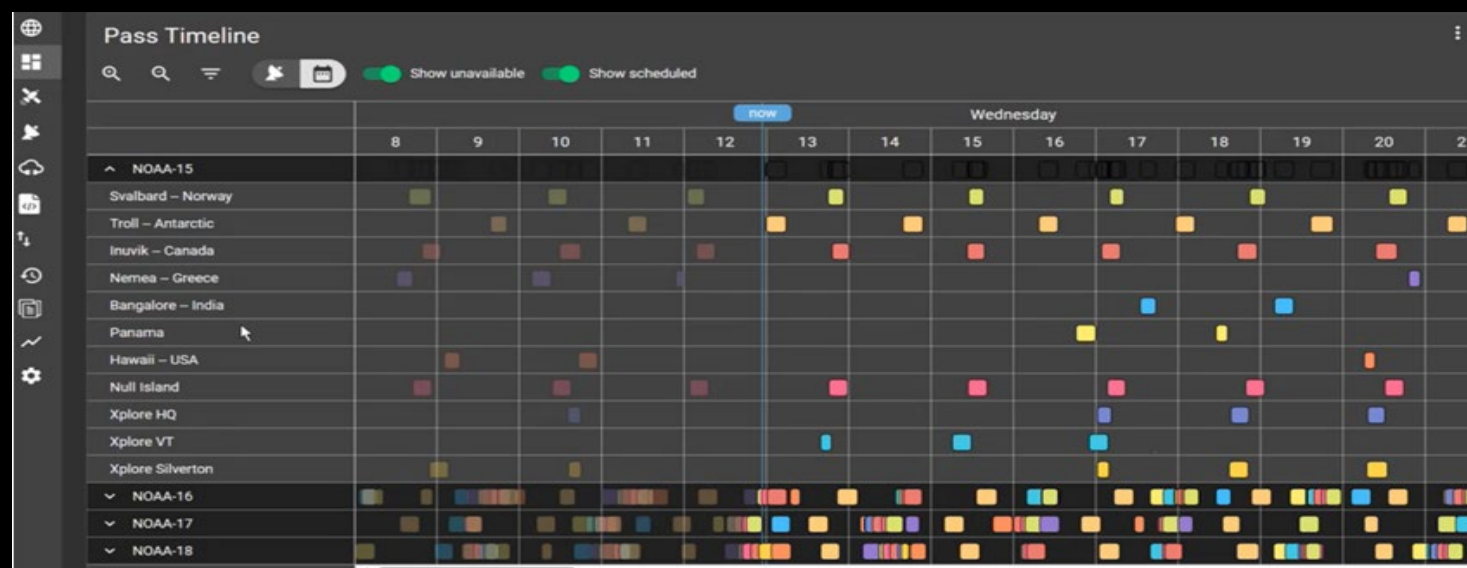 Pass Timeline
Show unavailable Show scheduled
now Wednesday
8 9 10 11 12 13 14 15 16 17 18 19 20 2
NOAA-15
Svalbard – Norway
Troll – Antarctic
Inuvik – Canada
Nemea – Greece
Bangalore – India
Panama
Hawaii – USA
Null Island
Xplore HQ
Xplore VT
Xplore Silverton
NOAA-16
NOAA-17
NOAA-18